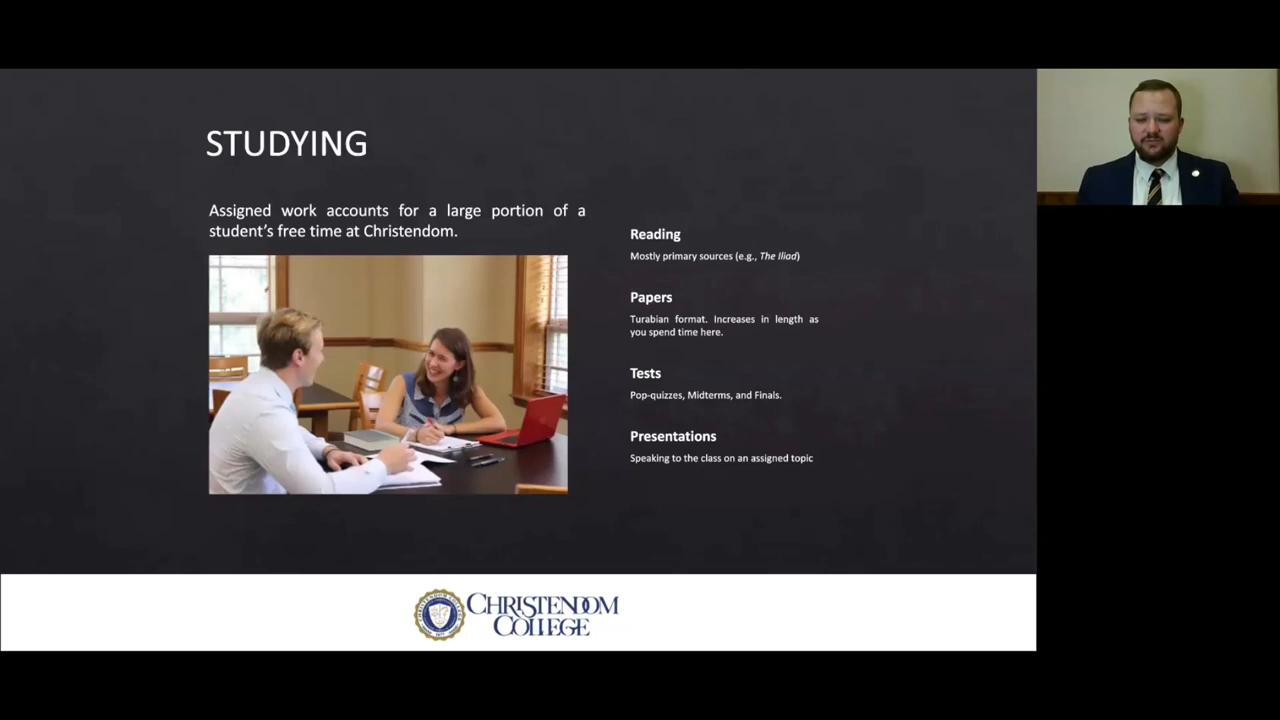 STUDYING
Assigned work accounts for a large portion of a
student's free time at Christendom.
Reading
Mostly primary sources (e.g., The Iliad)
Papers
Turabian format. Increases in length as
you spend time here.
Tests
Pop-quizzes, Midterms, and Finals.
Presentations
Speaking to the class on an assigned topic
CHRISTENDOM
COLLEGE